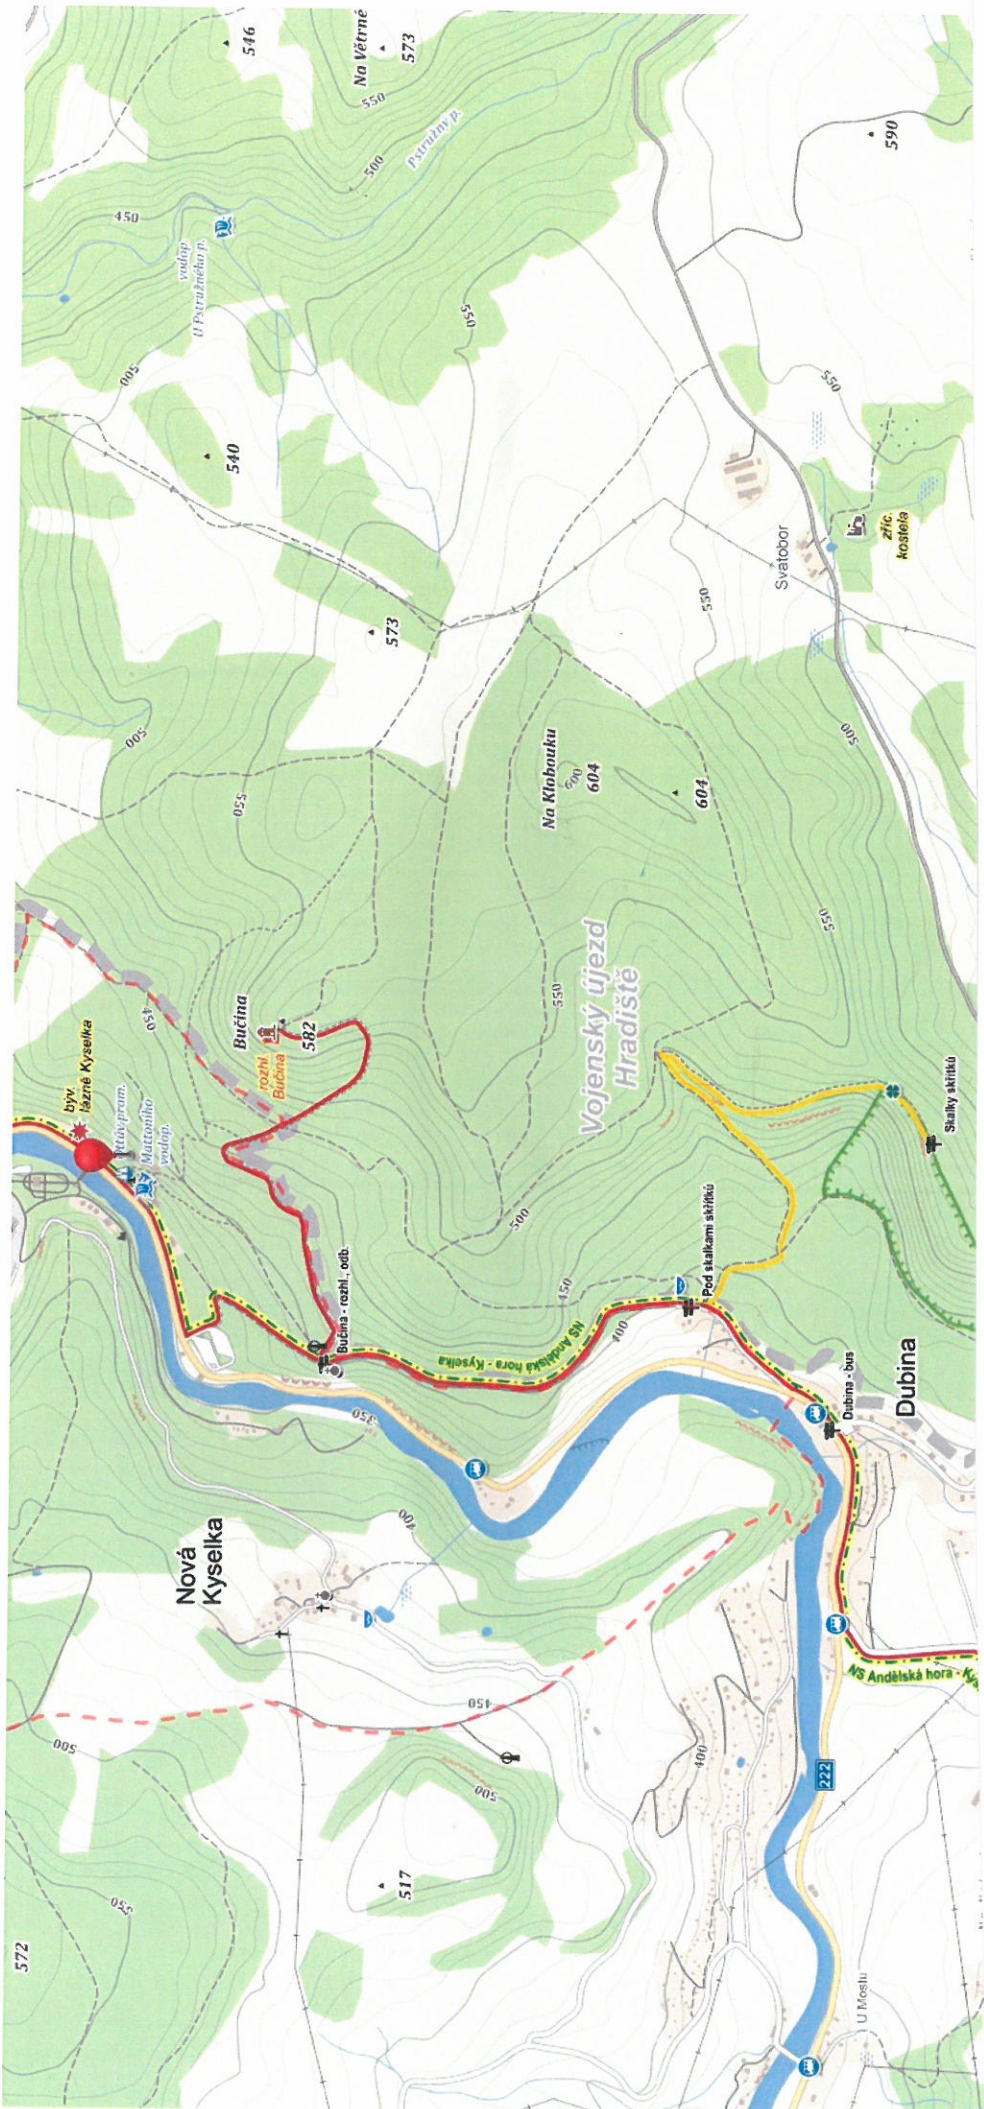 546
Na Větrné
573
550
500
Pstružný p.
450
vodop.
U Pstružného p.
590
500
540
550
550
573
Svatobor
zříc.
kostela
550
500
550
Na Klobouku
600
604
604
500
550
550
Vojenský újezd
Hradiště
450
Bučina
582
rozhl.
Bučina
býv.
lázně Kyselka
Ottův pram.
Mattoniho
vodop.
Skalky skřítků
500
450
Pod skalkami skřítků
400
Bučina - rozhl., odb.
NS Andělská hora - Kyselka
350
Dubina - bus
Dubina
400
Nová
Kyselka
NS Andělská hora - Kys
450
500
500
400
222
517
550
572
U Mostu